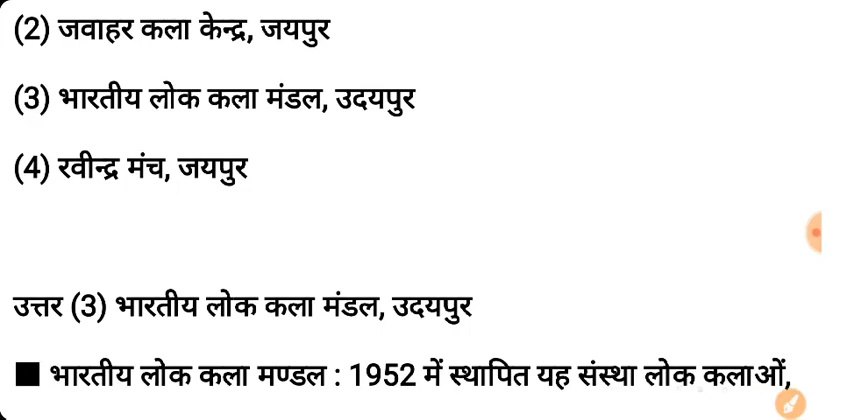 (2) जवाहर कला केन्द्र, जयपुर
(3) भारतीय लोक कला मंडल, उदयपुर
(4) रवीन्द्र मंच, जयपुर
उत्तर (3) भारतीय लोक कला मंडल, उदयपुर
■ भारतीय लोक कला मण्डल : 1952 में स्थापित यह संस्था लोक कलाओं,